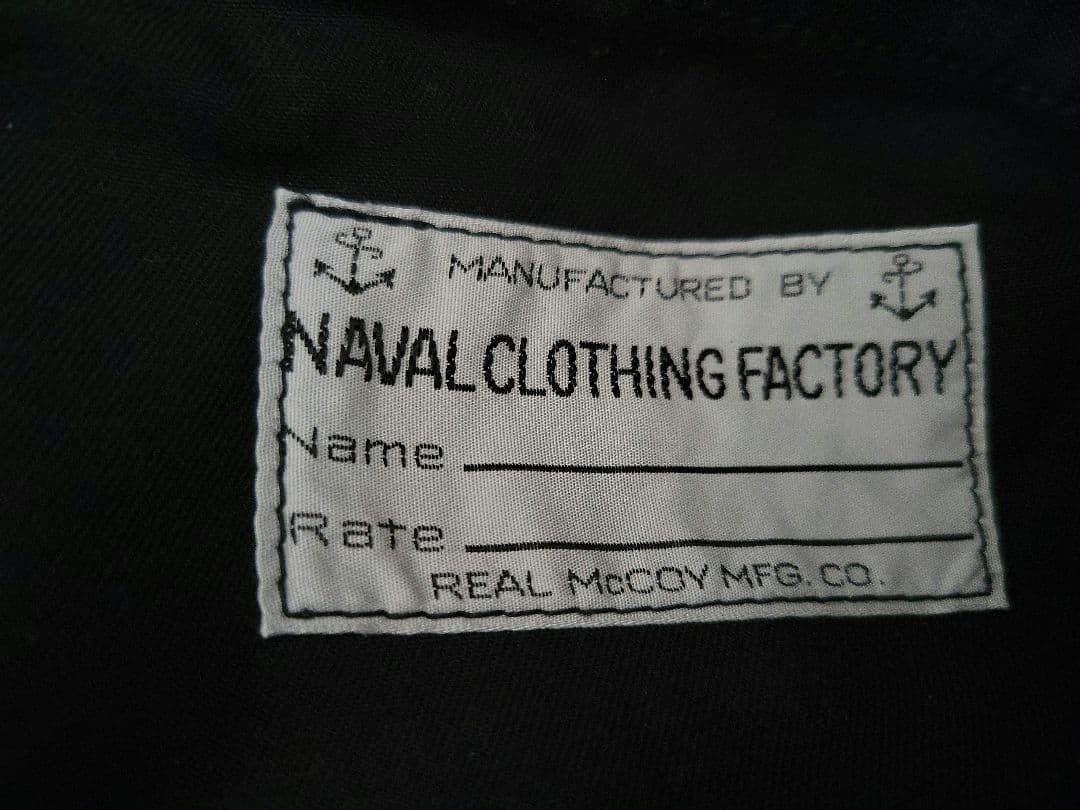 MANUFACTURED BY
NAVAL CLOTHING FACTORY
Name
Rate
REAL McCOY MFG. CO.